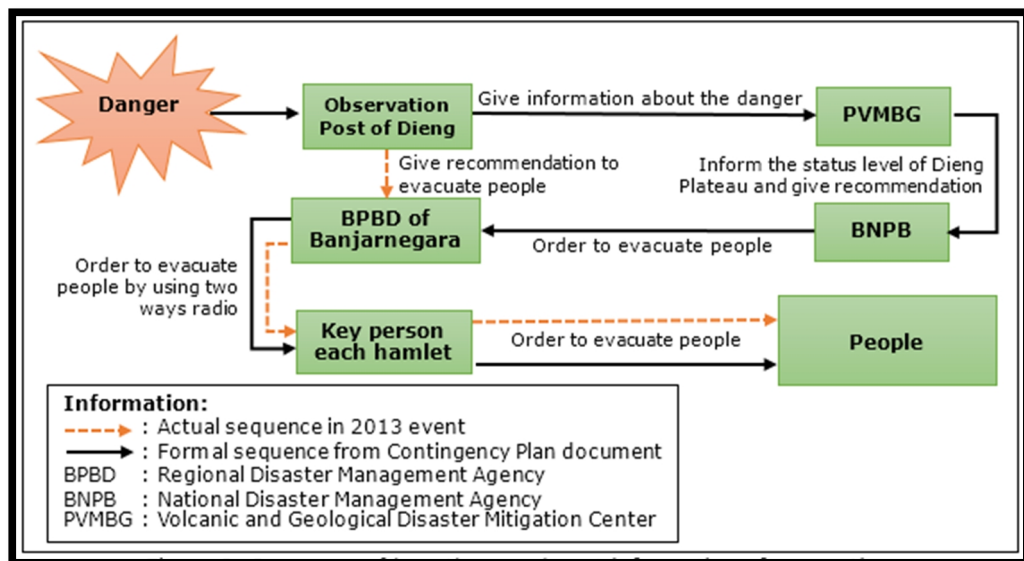 Danger
Observation
Post of Dieng
Give information about the danger
PVMBG
Give recommendation to
evacuate people
Inform the status level of Dieng
Plateau and give recommendation
BPBD of
Banjarnegara
Order to evacuate people
BNPB
Order to evacuate
people by using two
ways radio
Key person
each hamlet
Order to evacuate people
People
Information:
: Actual sequence in 2013 event
: Formal sequence from Contingency Plan document
BPBD : Regional Disaster Management Agency
BNPB : National Disaster Management Agency
PVMBG : Volcanic and Geological Disaster Mitigation Center